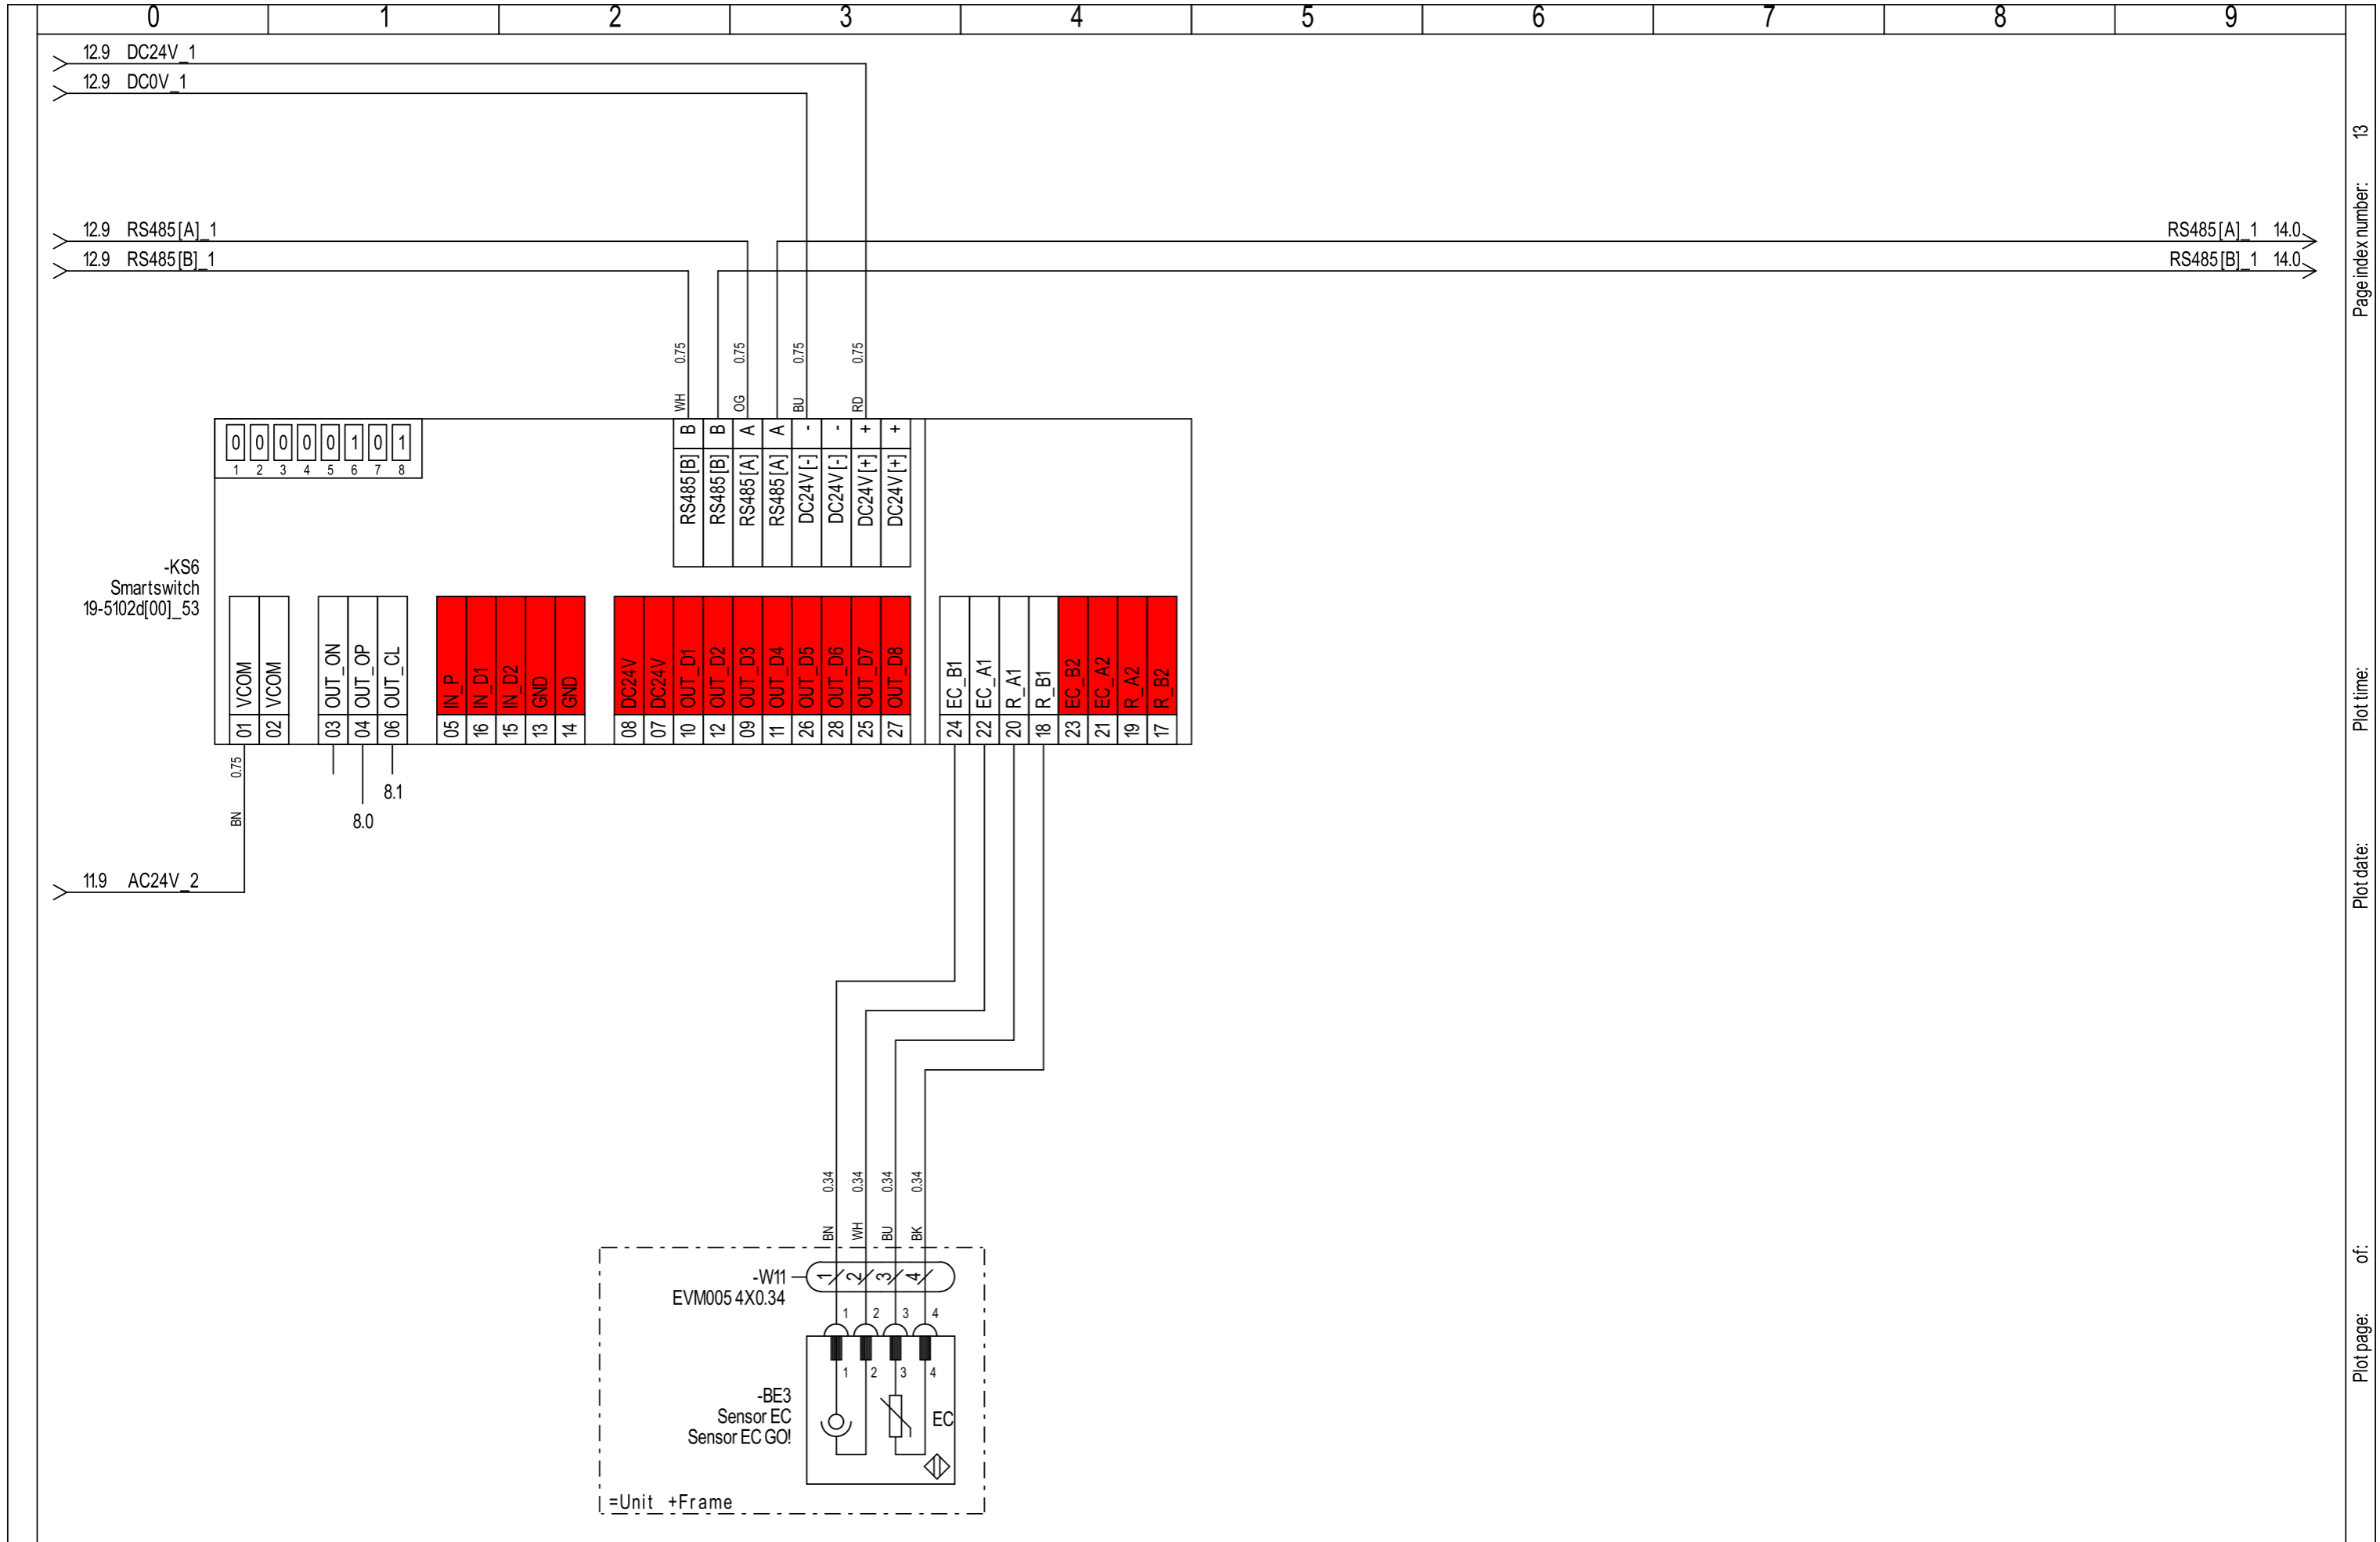 0 1 2 3 4 5 6 7 8 9
12.9 DC24V_1
12.9 DC0V_1
12.9 RS485[A]_1
RS485[A]_1 14.0
12.9 RS485[B]_1
RS485[B]_1 14.0
WH 0.75
OG 0.75
BU 0.75
RD 0.75
0 0 0 0 0 1 0 1
1 2 3 4 5 6 7 8
B B A A - - + +
RS485[B]
RS485[B]
RS485[A]
RS485[A]
DC24V[-]
DC24V[-]
DC24V[+]
DC24V[+]
-KS6
Smartswitch
19-5102d[00]_53
01 VCOM
02 VCOM
03 OUT_ON
04 OUT_OP
06 OUT_CL
05 IN_P
16 IN_D1
15 IN_D2
13 GND
14 GND
08 DC24V
07 DC24V
10 OUT_D1
12 OUT_D2
09 OUT_D3
11 OUT_D4
26 OUT_D5
28 OUT_D6
25 OUT_D7
27 OUT_D8
24 EC_B1
22 EC_A1
20 R_A1
18 R_B1
23 EC_B2
21 EC_A2
19 R_A2
17 R_B2
BN 0.75
8.1
8.0
11.9 AC24V_2
BN 0.34
WH 0.34
BU 0.34
BK 0.34
-W11
EVM005 4X0.34
1 2 3 4
1 2 3 4
1 2 3 4
-BE3
Sensor EC
Sensor EC GO!
EC
=Unit +Frame
Page index number: 13
Plot time:
Plot date:
Plot page: of: